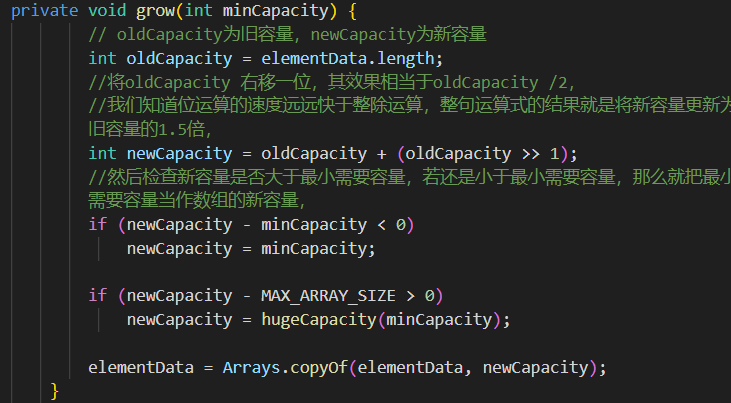 private void grow(int minCapacity) {
// oldCapacity为旧容量，newCapacity为新容量
int oldCapacity = elementData.length;
//将oldCapacity 右移一位，其效果相当于oldCapacity /2，
//我们知道位运算的速度远远快于整除运算，整句运算式的结果就是将新容量更新为
旧容量的1.5倍，
int newCapacity = oldCapacity + (oldCapacity >> 1);
//然后检查新容量是否大于最小需要容量，若还是小于最小需要容量，那么就把最小
需要容量当作数组的新容量，
if (newCapacity - minCapacity < 0)
newCapacity = minCapacity;
if (newCapacity - MAX_ARRAY_SIZE > 0)
newCapacity = hugeCapacity(minCapacity);
elementData = Arrays.copyOf(elementData, newCapacity);
}